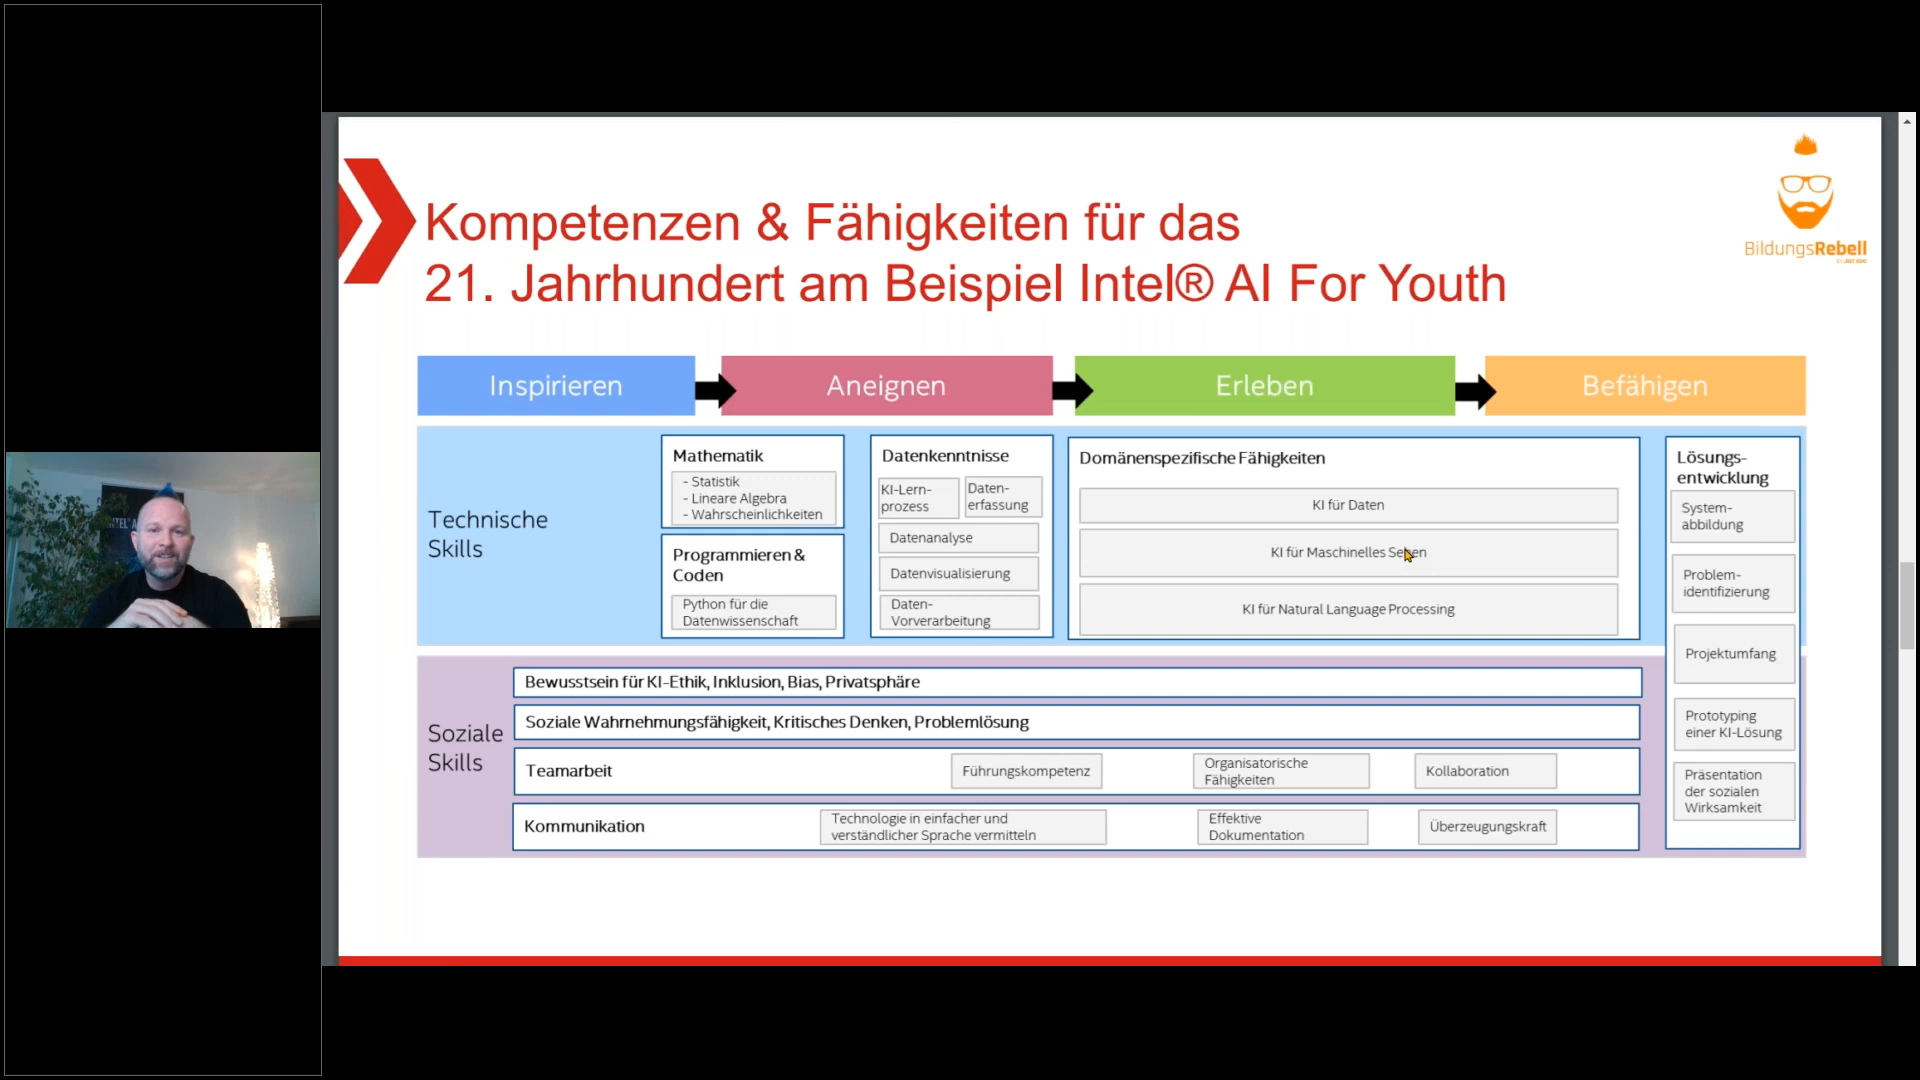 Kompetenzen & Fähigkeiten für das
21. Jahrhundert am Beispiel Intel® AI For Youth
BildungsRebell
Inspirieren
Aneignen
Erleben
Befähigen
Technische
Skills
Mathematik
- Statistik
- Lineare Algebra
- Wahrscheinlichkeiten
Programmieren &
Coden
Python für die
Datenwissenschaft
Datenkenntnisse
KI-Lern-
prozess
Daten-
erfassung
Datenanalyse
Datenvisualisierung
Daten-
Vorverarbeitung
Domänenspezifische Fähigkeiten
KI für Daten
KI für Maschinelles Sehen
KI für Natural Language Processing
Lösungs-
entwicklung
System-
abbildung
Problem-
identifizierung
Projektumfang
Prototyping
einer KI-Lösung
Präsentation
der sozialen
Wirksamkeit
Soziale
Skills
Bewusstsein für KI-Ethik, Inklusion, Bias, Privatsphäre
Soziale Wahrnehmungsfähigkeit, Kritisches Denken, Problemlösung
Teamarbeit
Führungskompetenz
Organisatorische
Fähigkeiten
Kollaboration
Kommunikation
Technologie in einfacher und
verständlicher Sprache vermitteln
Effektive
Dokumentation
Überzeugungskraft